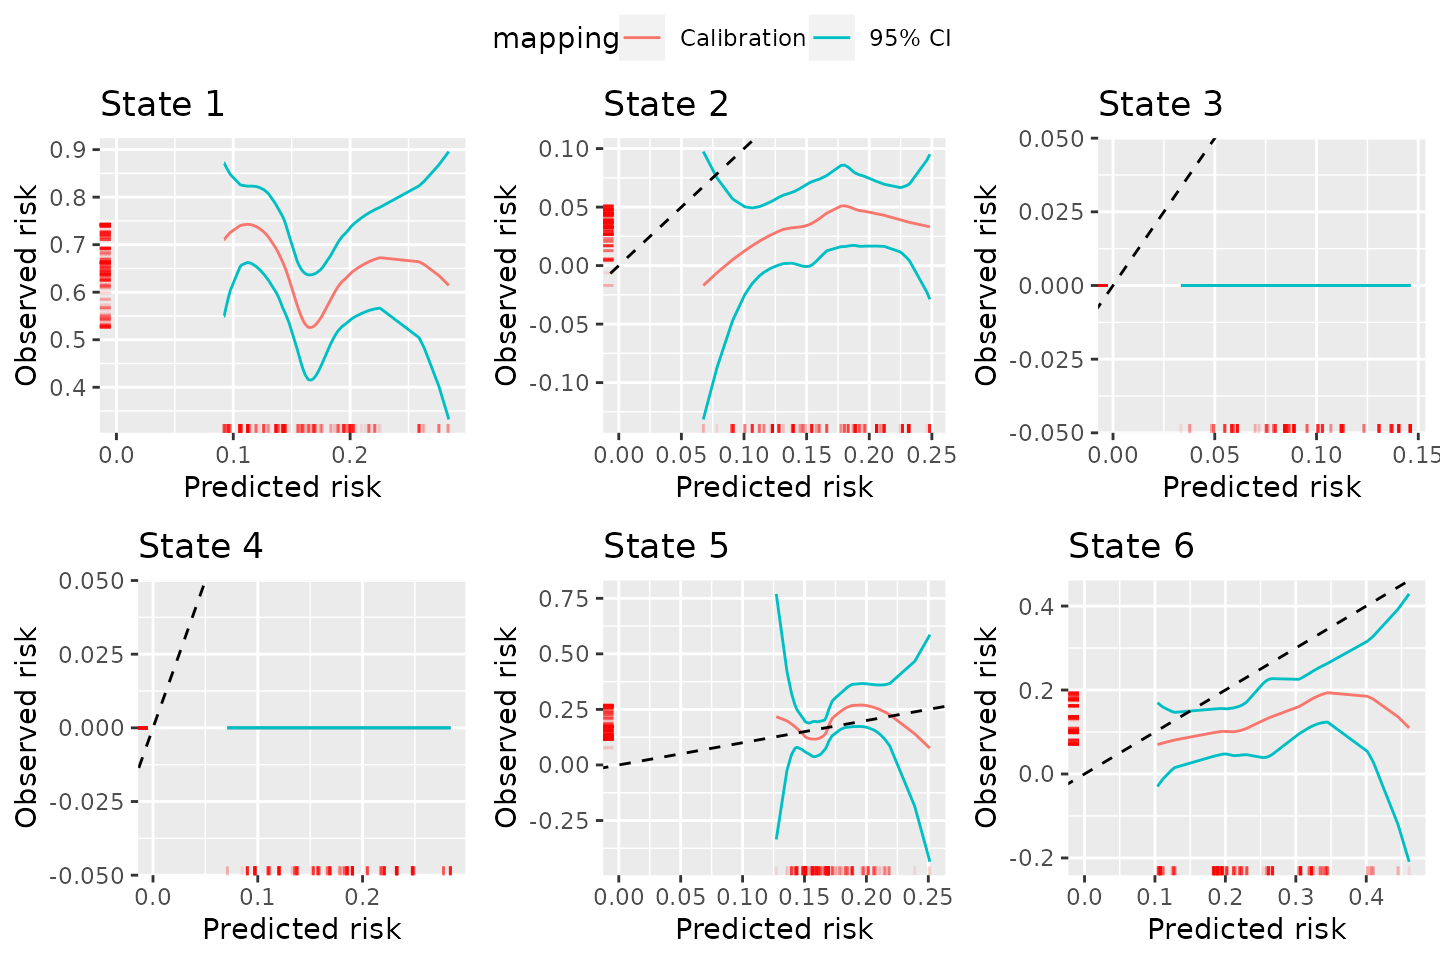 mapping Calibration 95% CI
State 1
Observed risk
0.9
0.8
0.7
0.6
0.5
0.4
0.0 0.1 0.2
Predicted risk
State 2
Observed risk
0.10
0.05
0.00
-0.05
-0.10
0.00 0.05 0.10 0.15 0.20 0.25
Predicted risk
State 3
Observed risk
0.050
0.025
0.000
-0.025
-0.050
0.00 0.05 0.10 0.15
Predicted risk
State 4
Observed risk
0.050
0.025
0.000
-0.025
-0.050
0.0 0.1 0.2
Predicted risk
State 5
Observed risk
0.75
0.50
0.25
0.00
-0.25
0.00 0.05 0.10 0.15 0.20 0.25
Predicted risk
State 6
Observed risk
0.4
0.2
0.0
-0.2
0.0 0.1 0.2 0.3 0.4
Predicted risk